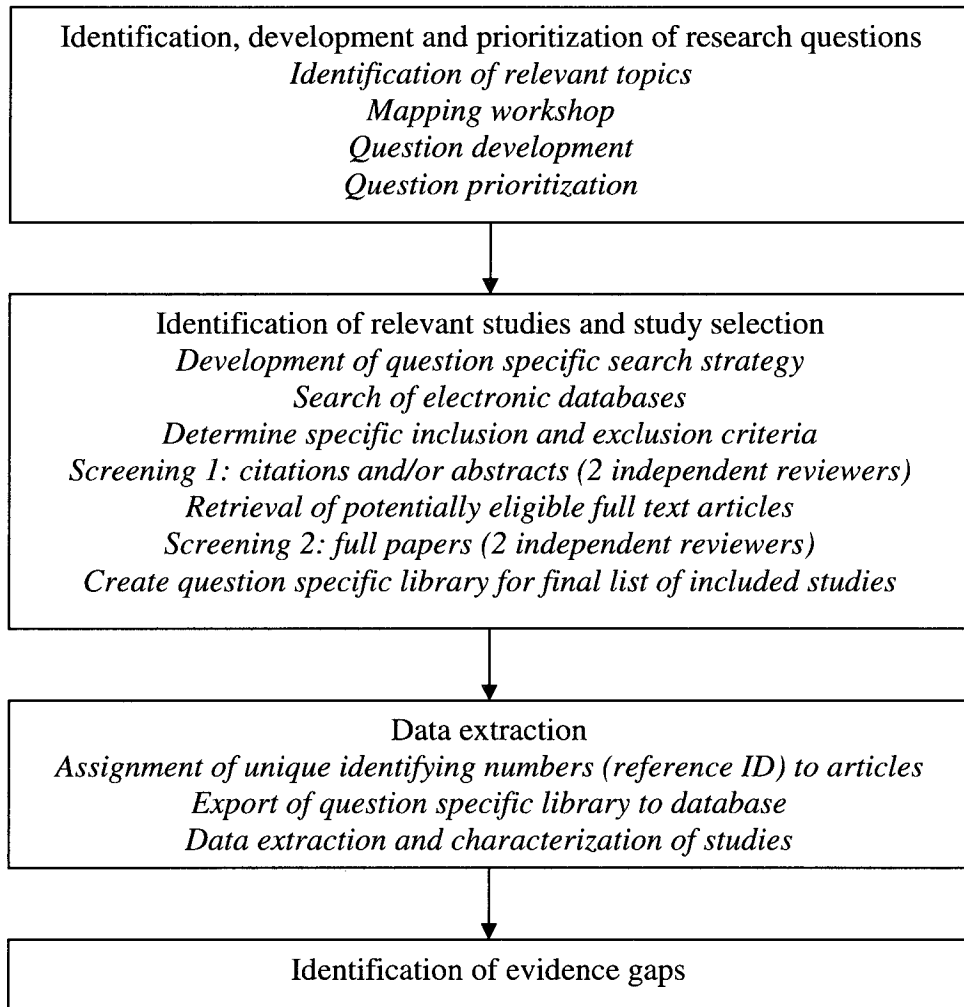 Identification, development and prioritization of research questions
Identification of relevant topics
Mapping workshop
Question development
Question prioritization
Identification of relevant studies and study selection
Development of question specific search strategy
Search of electronic databases
Determine specific inclusion and exclusion criteria
Screening 1: citations and/or abstracts (2 independent reviewers)
Retrieval of potentially eligible full text articles
Screening 2: full papers (2 independent reviewers)
Create question specific library for final list of included studies
Data extraction
Assignment of unique identifying numbers (reference ID) to articles
Export of question specific library to database
Data extraction and characterization of studies
Identification of evidence gaps